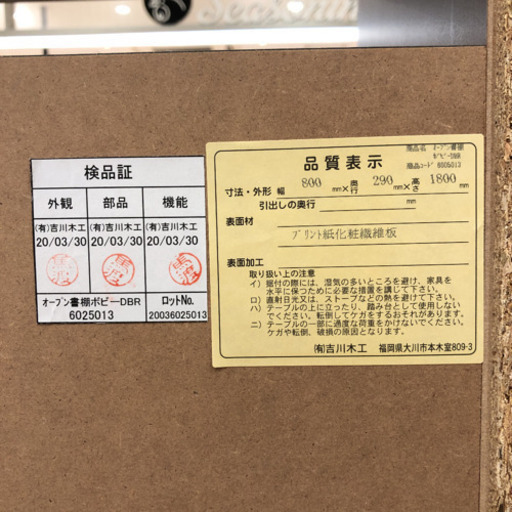 Seasonin
検品証
外観 部品 機能
(有)吉川木工 (有)吉川木工 (有)吉川木工
20/03/30 20/03/30 20/03/30
オープン書棚ポピーDBR ロットNo.
6025013 20036025013
商品名 オープン書棚
ポピーDBR
品質表示 商品コード 6025013
寸法・外形 幅 800mm×奥行 290mm×高さ 1800mm
引出しの奥行 mm
表面材
プリント紙化粧繊維板
表面加工
取り扱い上の注意
イ)据付の際には、湿気の多いところを避け、家具を
水平に保つために必要な措置を講じて下さい。
ロ)直射日光又は、ストーブなどの熱を避けて下さい。
ハ)テーブルの上に立ったり、踏み台として使用しない
でください。転倒してケガをするおそれがあります。
ニ)テーブルの一部に過度な荷重をかけないでください。
ケガや転倒、破損の原因となります。
(有)吉川木工 福岡県大川市本木室809-3